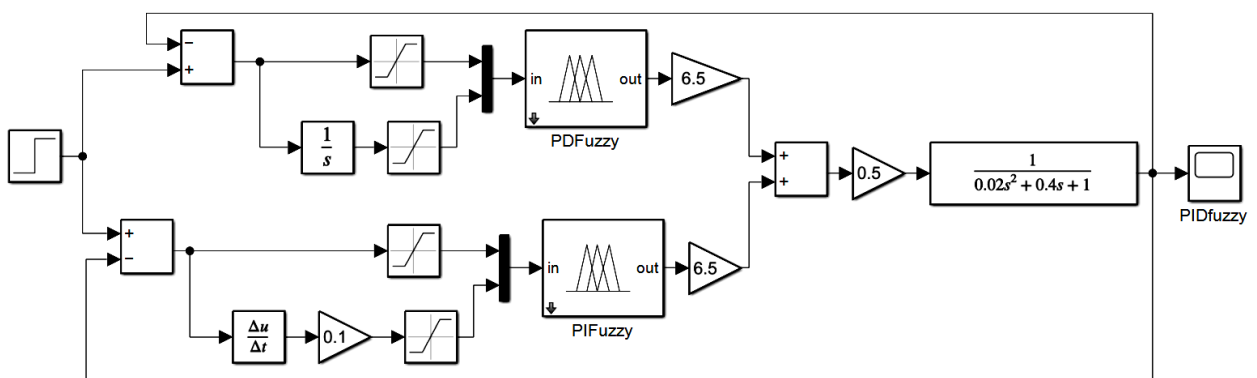 −
+
in
out
PDFuzzy
6.5
1
s
+
+
0.5
1
0.02s² + 0.4s + 1
PIDfuzzy
+
−
in
out
PIFuzzy
6.5
Δu
Δt
0.1